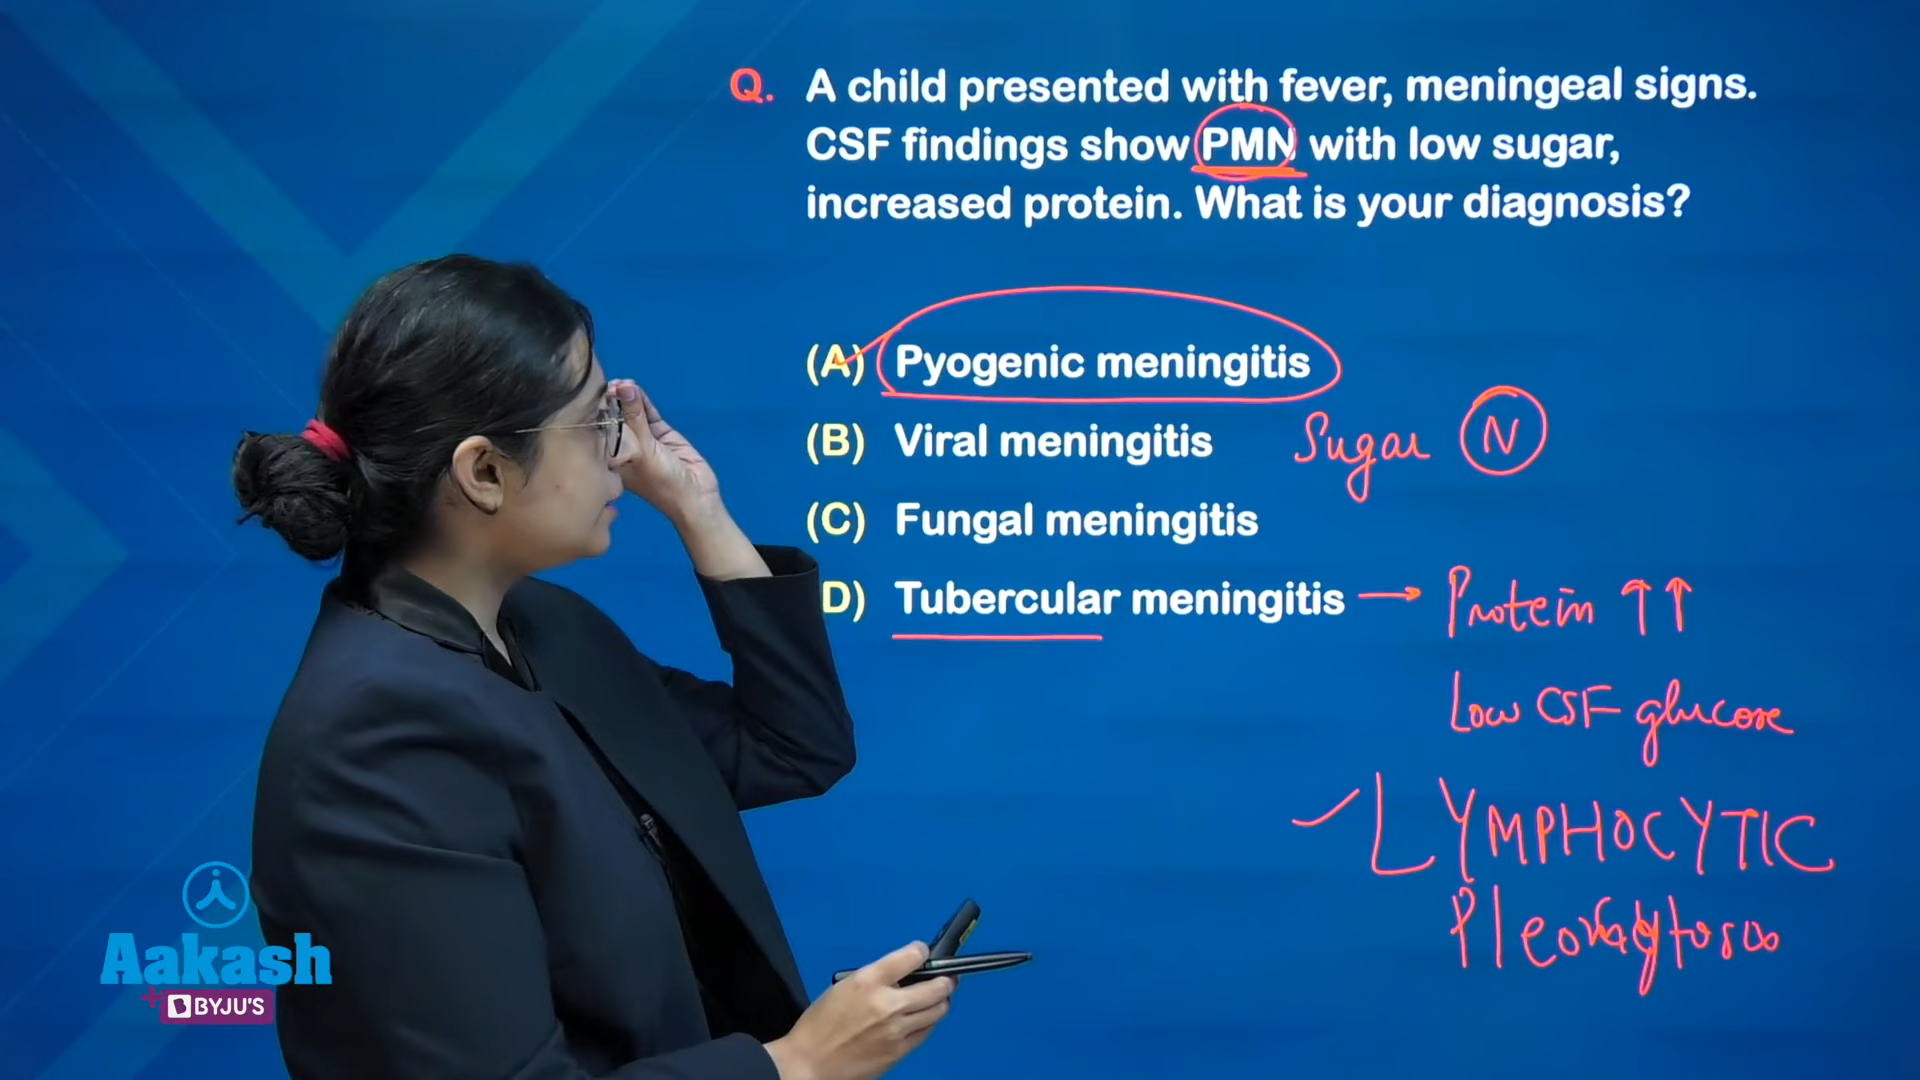 Q. A child presented with fever, meningeal signs.
CSF findings show PMN with low sugar,
increased protein. What is your diagnosis?
(A) Pyogenic meningitis
(B) Viral meningitis Sugar N
(C) Fungal meningitis
D) Tubercular meningitis → Protein ↑↑
Low CSF glucose
LYMPHOCYTIC
Aakash
+ BYJU'S